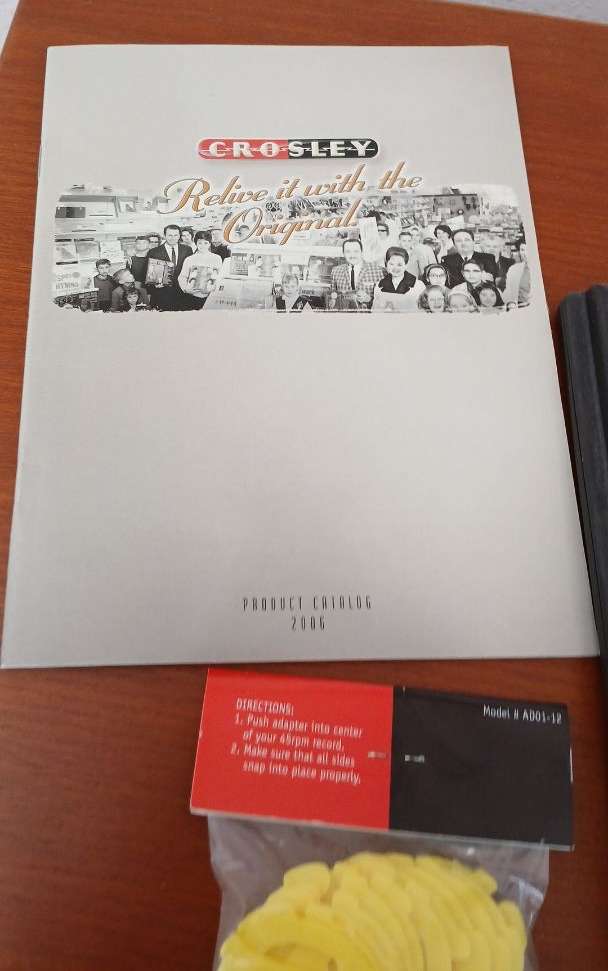 CROSLEY
Relive it with the
Original
PRODUCT CATALOG
2006
DIRECTIONS:
1. Push adapter into center
of your 45rpm record.
2. Make sure that all sides
snap into place properly.
Model # AD01-12